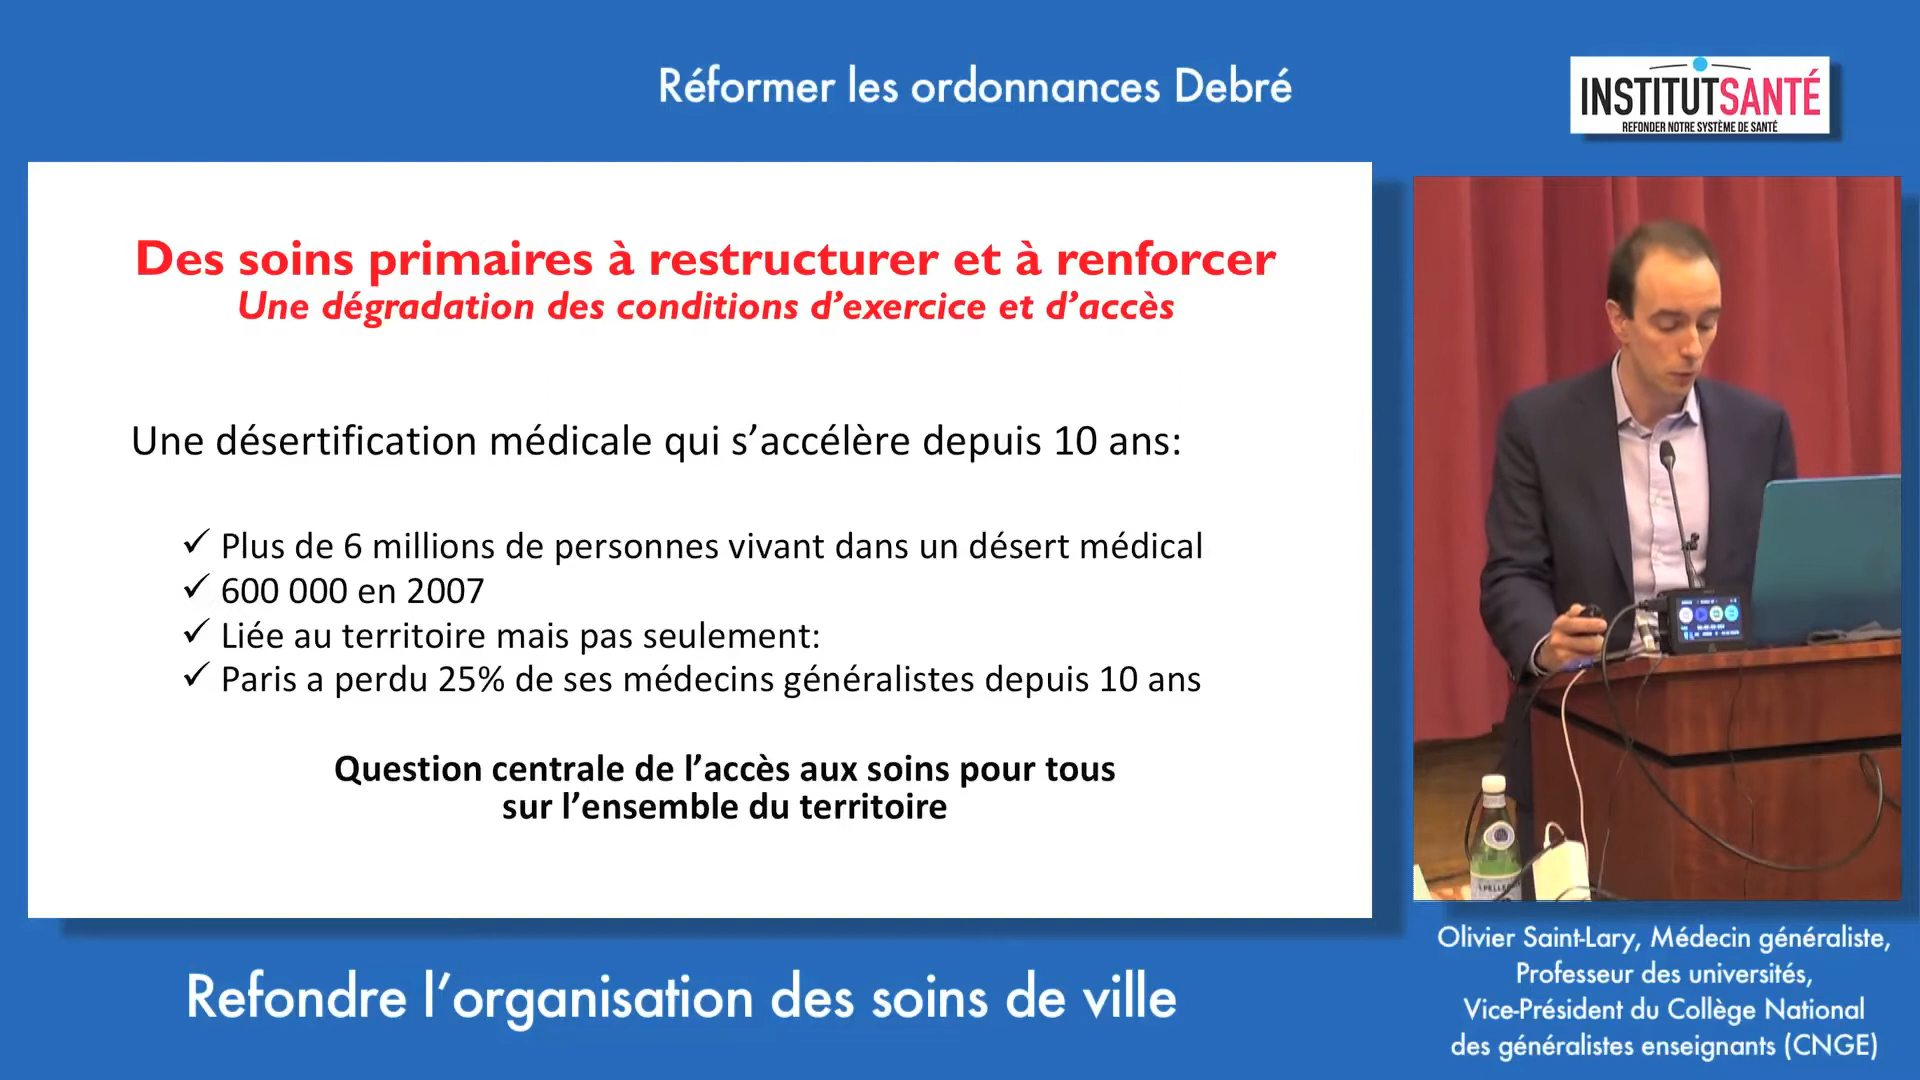 Réformer les ordonnances Debré
INSTITUTSANTÉ
REFONDER NOTRE SYSTÈME DE SANTÉ
Des soins primaires à restructurer et à renforcer
Une dégradation des conditions d’exercice et d’accès
Une désertification médicale qui s’accélère depuis 10 ans:
✓ Plus de 6 millions de personnes vivant dans un désert médical
✓ 600 000 en 2007
✓ Liée au territoire mais pas seulement:
✓ Paris a perdu 25% de ses médecins généralistes depuis 10 ans
Question centrale de l’accès aux soins pour tous
sur l’ensemble du territoire
Refondre l’organisation des soins de ville
Olivier Saint-Lary, Médecin généraliste,
Professeur des universités,
Vice-Président du Collège National
des généralistes enseignants (CNGE)